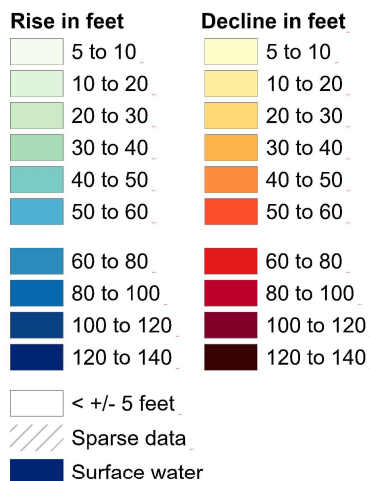 Rise in feet
5 to 10
10 to 20
20 to 30
30 to 40
40 to 50
50 to 60
60 to 80
80 to 100
100 to 120
120 to 140
Decline in feet
5 to 10
10 to 20
20 to 30
30 to 40
40 to 50
50 to 60
60 to 80
80 to 100
100 to 120
120 to 140
< +/- 5 feet
Sparse data
Surface water